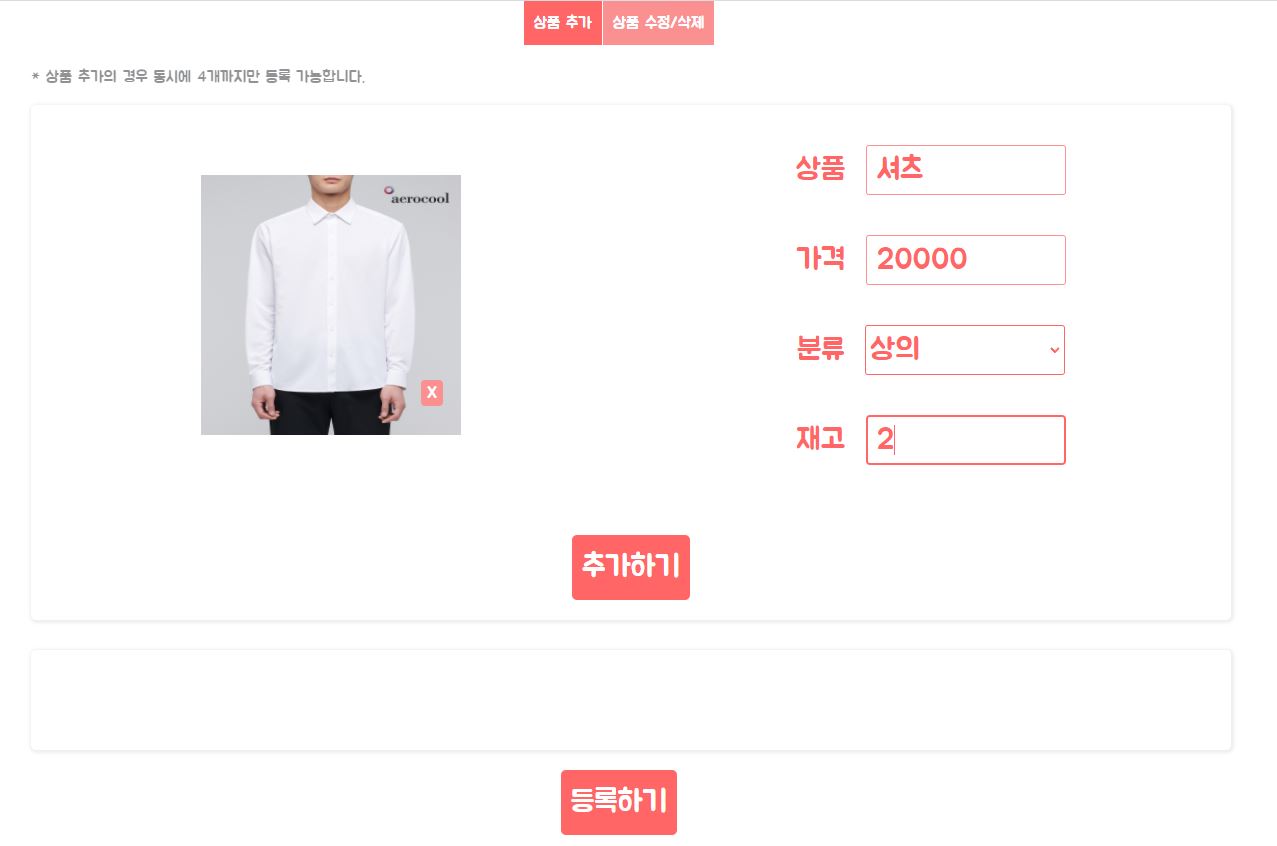 상품 추가 상품 수정/삭제
* 상품 추가의 경우 동시에 4개까지만 등록 가능합니다.
aerocool
X
상품 셔츠
가격 20000
분류 상의
재고 2
추가하기
등록하기